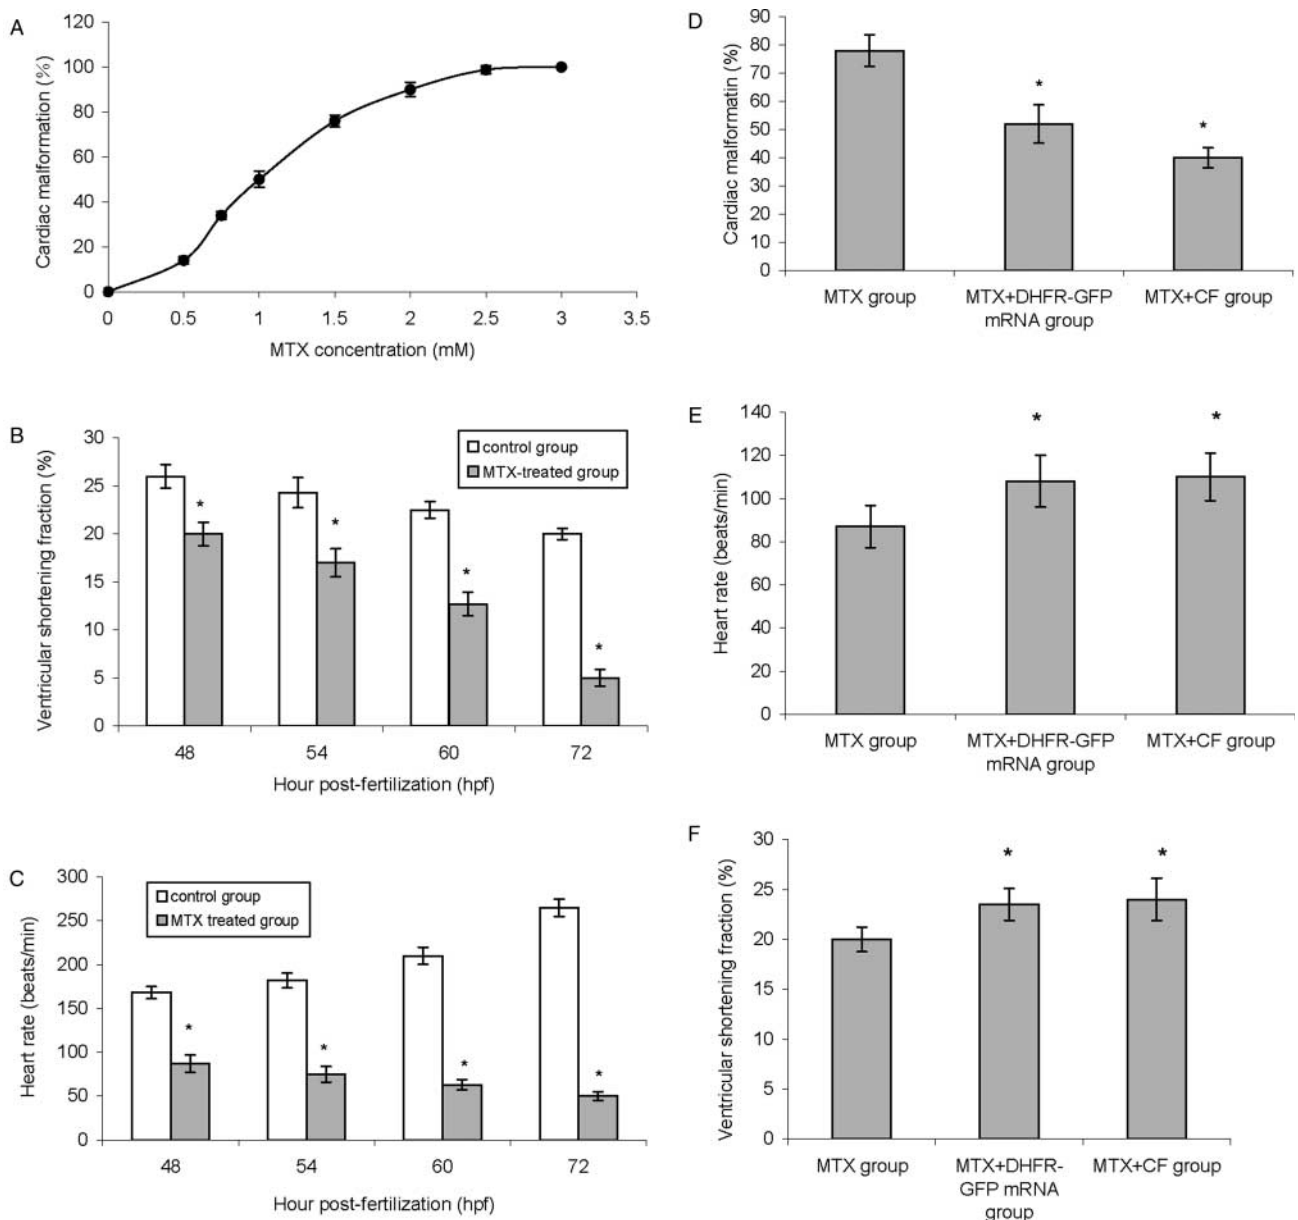 A
120
100
80
60
40
20
0
Cardiac malformation (%)
0 0.5 1 1.5 2 2.5 3 3.5
MTX concentration (mM)
B
30
25
20
15
10
5
0
Ventricular shortening fraction (%)
control group
MTX-treated group
* * * *
48 54 60 72
Hour post-fertilization (hpf)
C
300
250
200
150
100
50
0
Heart rate (beats/min)
control group
MTX treated group
* * * *
48 54 60 72
Hour post-fertilization (hpf)
D
90
80
70
60
50
40
30
20
10
0
Cardiac malformatin (%)
* *
MTX group MTX+DHFR-GFP MTX+CF group
mRNA group
E
140
120
100
80
60
40
20
0
Heart rate (beats/min)
* *
MTX group MTX+DHFR-GFP MTX+CF group
mRNA group
F
30
25
20
15
10
5
0
Ventricular shortening fraction (%)
* *
MTX group MTX+DHFR- MTX+CF group
GFP mRNA
group